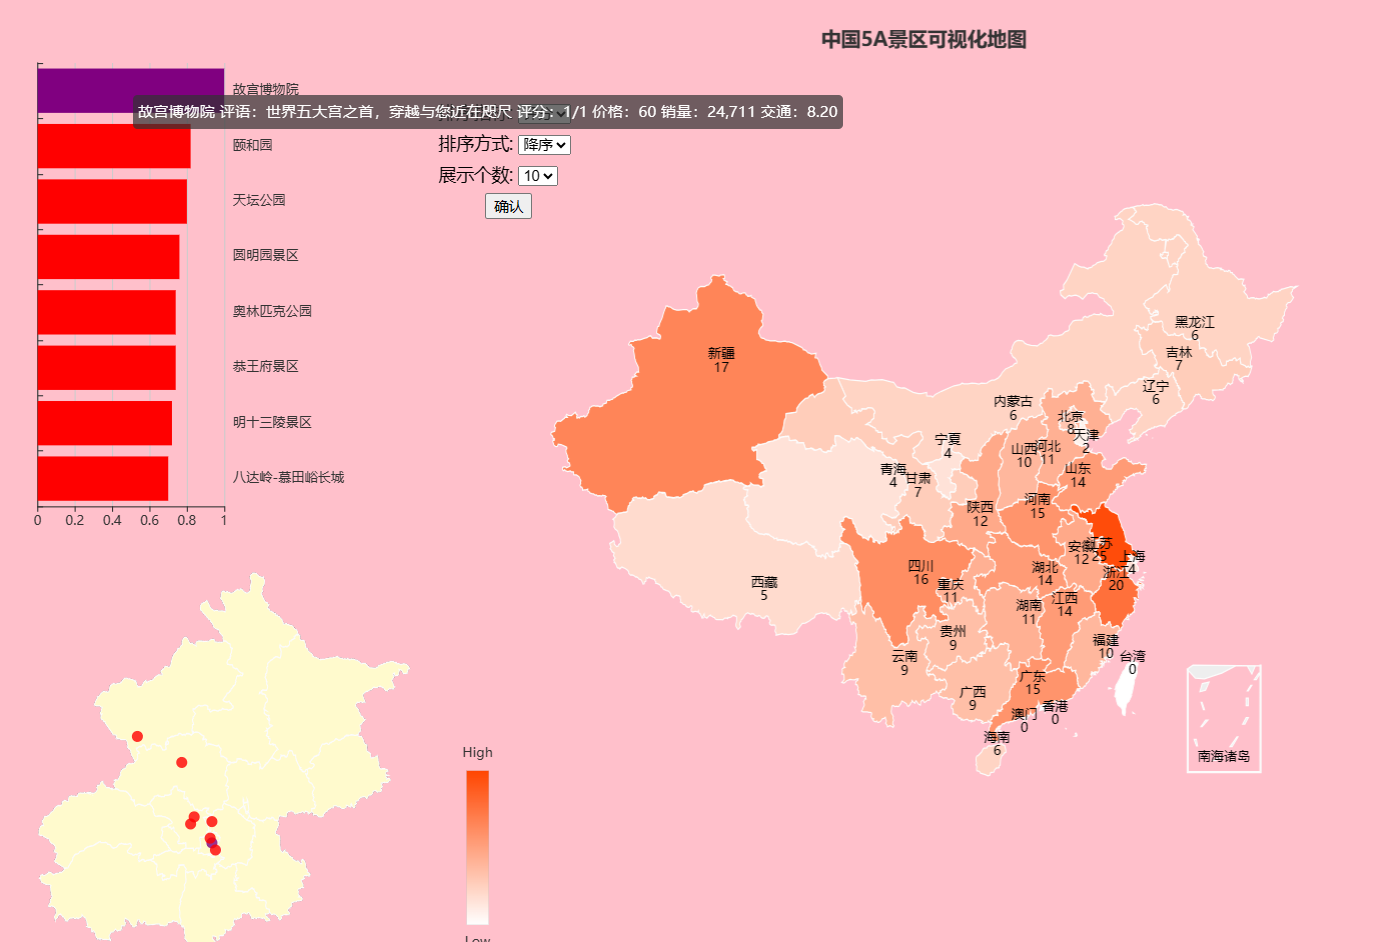 中国5A景区可视化地图
故宫博物院
故宫博物院 评语：世界五大宫之首，穿越与您近在咫尺 评分：1/1 价格：60 销量：24,711 交通：8.20
颐和园
天坛公园
圆明园景区
奥林匹克公园
恭王府景区
明十三陵景区
八达岭-慕田峪长城
0 0.2 0.4 0.6 0.8 1
排序方式: 降序
展示个数: 10
确认
黑龙江
6
吉林
7
辽宁
6
新疆
17
内蒙古
6
北京
8
天津
2
宁夏
4
山西
10
河北
11
山东
14
青海
4
甘肃
7
河南
15
陕西
12
江苏
25
安徽
12
上海
4
四川
16
湖北
14
浙江
20
西藏
5
重庆
11
湖南
11
江西
14
贵州
9
福建
10
云南
9
台湾
0
广东
15
广西
9
香港
0
澳门
0
海南
6
南海诸岛
High
Low